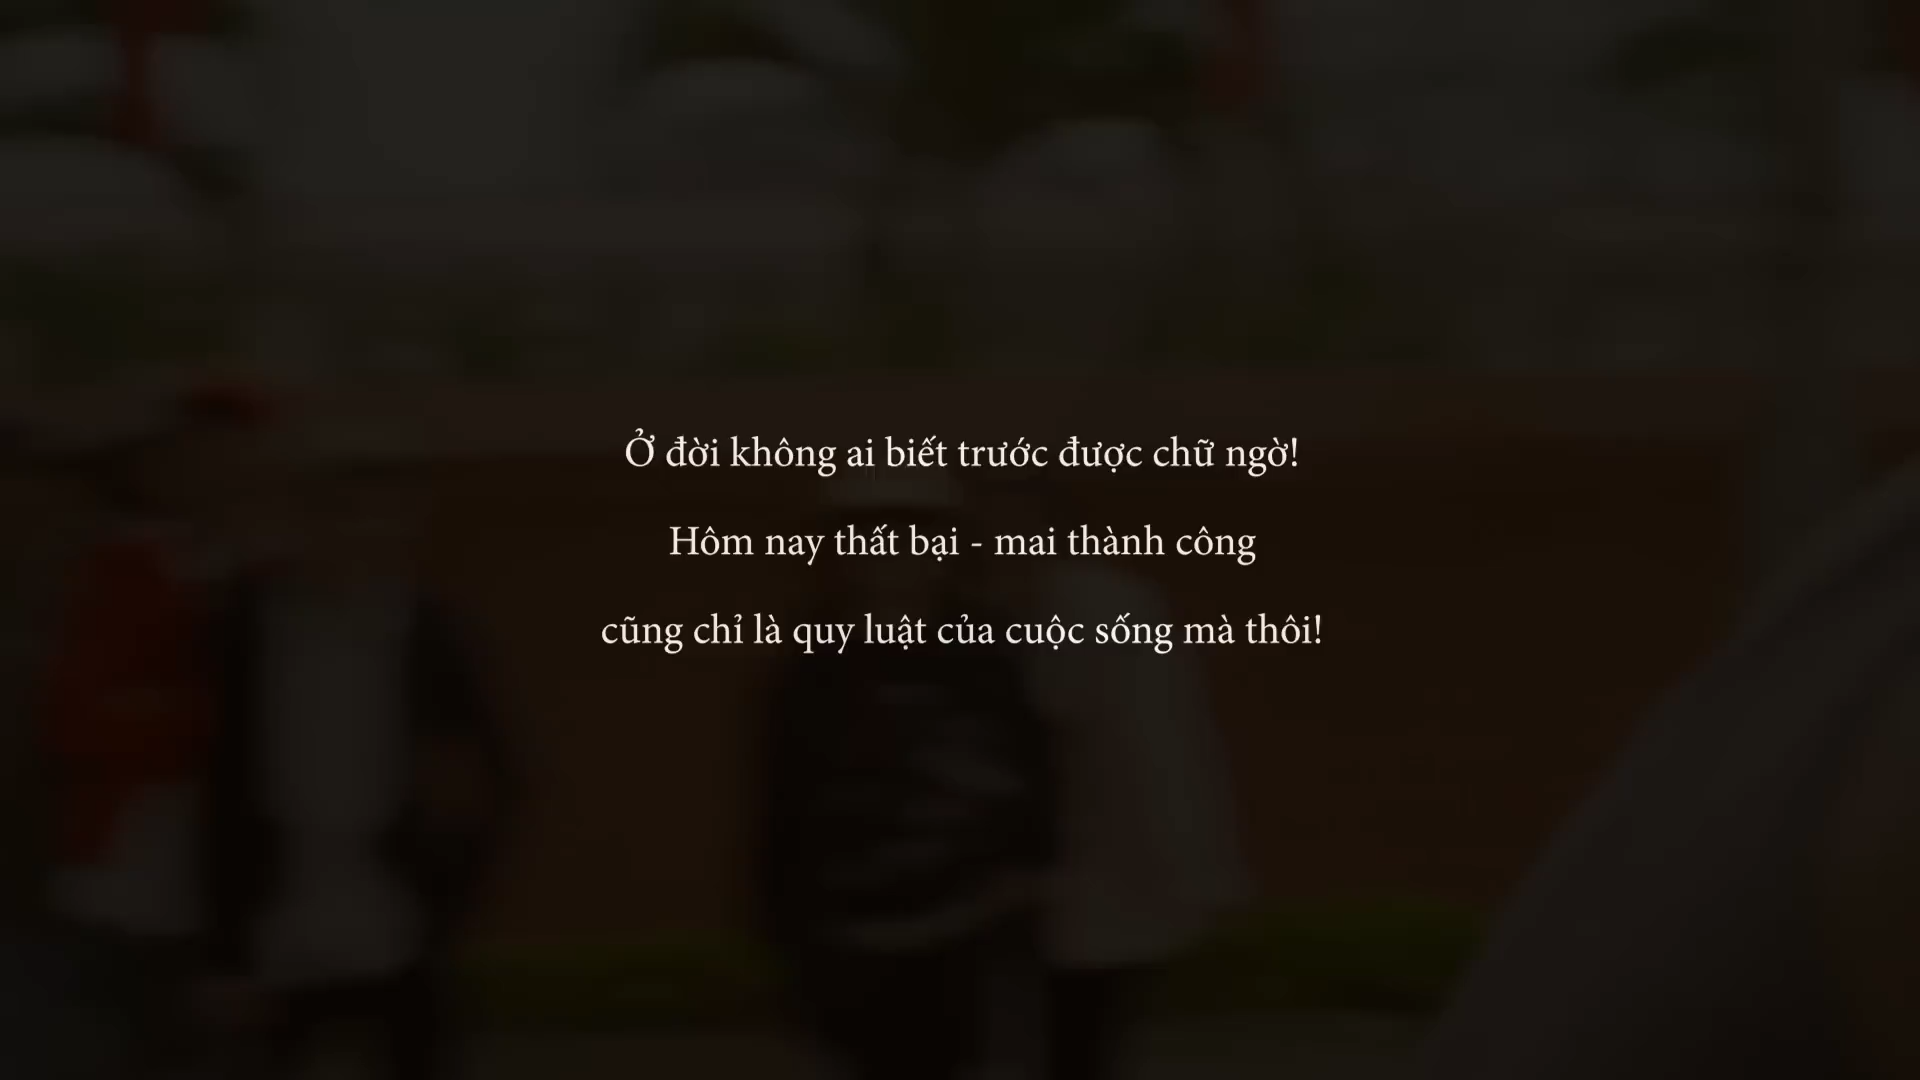 Ở đời không ai biết trước được chữ ngờ!
Hôm nay thất bại - mai thành công
cũng chỉ là quy luật của cuộc sống mà thôi!